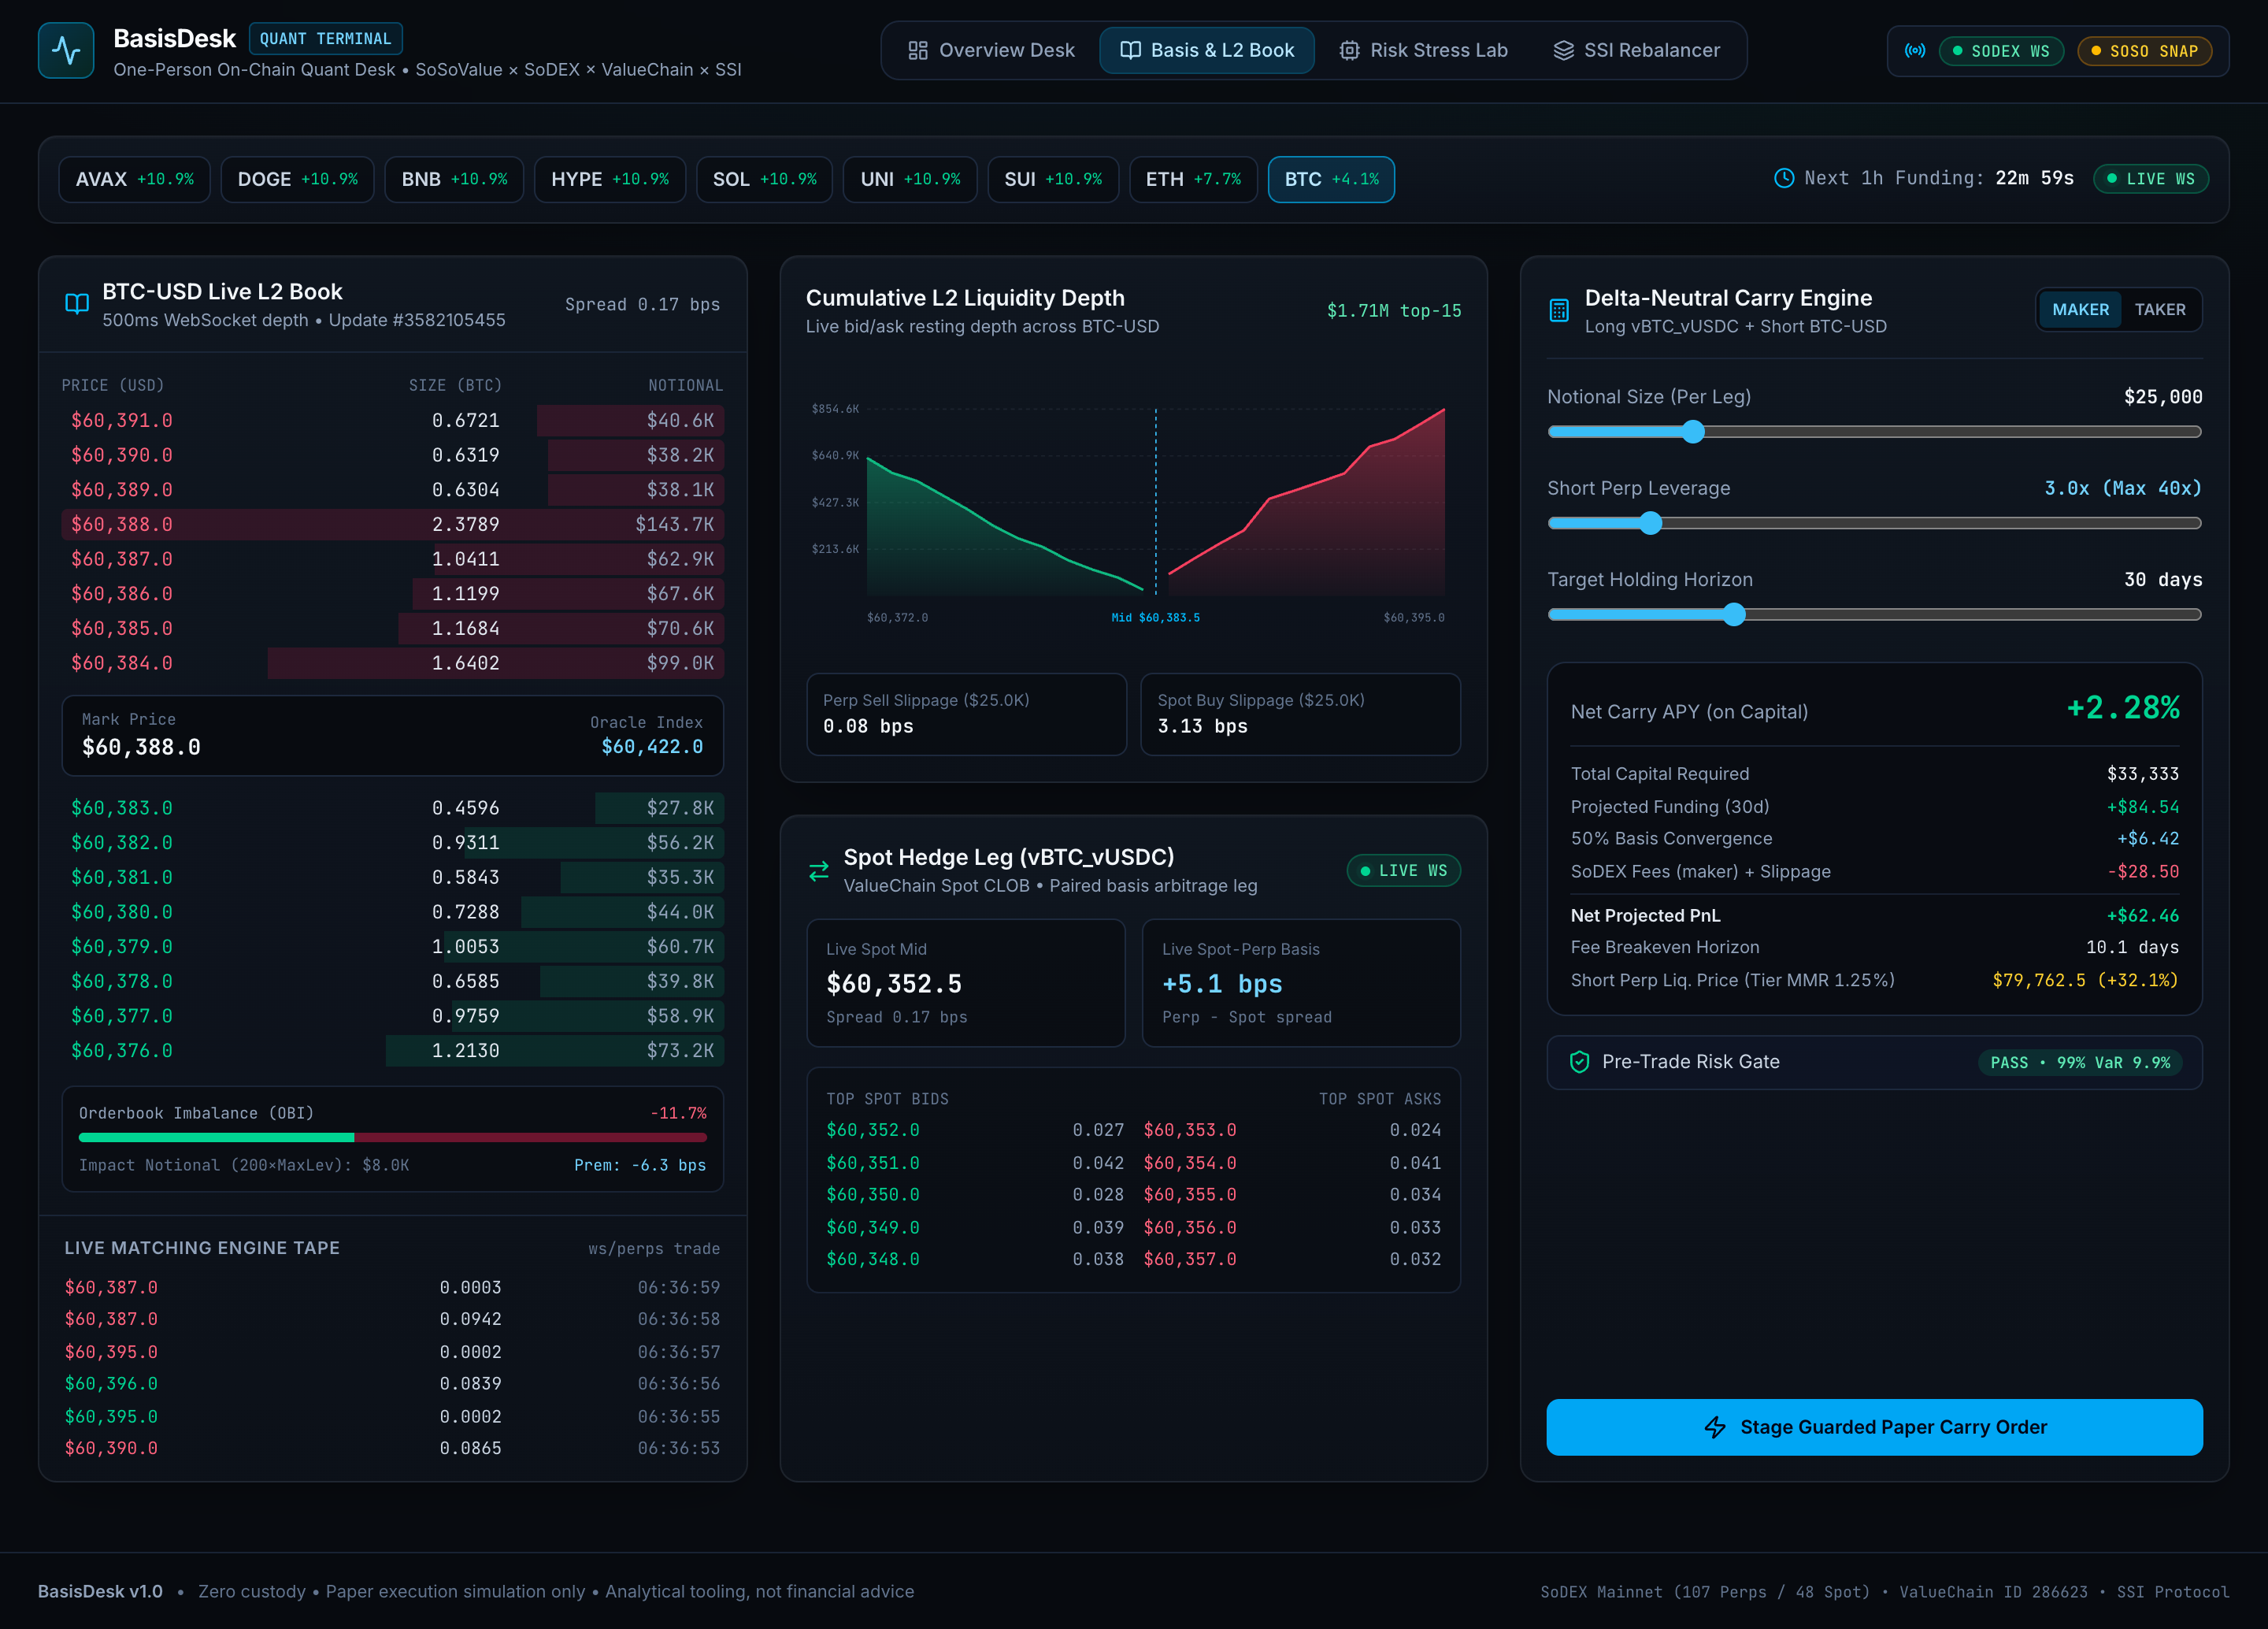 BasisDesk QUANT TERMINAL
One-Person On-Chain Quant Desk • SoSoValue × SoDEX × ValueChain × SSI
Overview Desk Basis & L2 Book Risk Stress Lab SSI Rebalancer
SODEX WS SOSO SNAP
AVAX +10.9% DOGE +10.9% BNB +10.9% HYPE +10.9% SOL +10.9% UNI +10.9% SUI +10.9% ETH +7.7% BTC +4.1%
Next 1h Funding: 22m 59s LIVE WS
BTC-USD Live L2 Book
500ms WebSocket depth • Update #3582105455
Spread 0.17 bps
PRICE (USD) SIZE (BTC) NOTIONAL
$60,391.0 0.6721 $40.6K
$60,390.0 0.6319 $38.2K
$60,389.0 0.6304 $38.1K
$60,388.0 2.3789 $143.7K
$60,387.0 1.0411 $62.9K
$60,386.0 1.1199 $67.6K
$60,385.0 1.1684 $70.6K
$60,384.0 1.6402 $99.0K
Mark Price Oracle Index
$60,388.0 $60,422.0
$60,383.0 0.4596 $27.8K
$60,382.0 0.9311 $56.2K
$60,381.0 0.5843 $35.3K
$60,380.0 0.7288 $44.0K
$60,379.0 1.0053 $60.7K
$60,378.0 0.6585 $39.8K
$60,377.0 0.9759 $58.9K
$60,376.0 1.2130 $73.2K
Orderbook Imbalance (OBI) -11.7%
Impact Notional (200×MaxLev): $8.0K Prem: -6.3 bps
LIVE MATCHING ENGINE TAPE ws/perps trade
$60,387.0 0.0003 06:36:59
$60,387.0 0.0942 06:36:58
$60,395.0 0.0002 06:36:57
$60,396.0 0.0839 06:36:56
$60,395.0 0.0002 06:36:55
$60,390.0 0.0865 06:36:53
Cumulative L2 Liquidity Depth
Live bid/ask resting depth across BTC-USD
$1.71M top-15
$854.6K
$640.9K
$427.3K
$213.6K
$60,372.0 Mid $60,383.5 $60,395.0
Perp Sell Slippage ($25.0K)
0.08 bps
Spot Buy Slippage ($25.0K)
3.13 bps
Spot Hedge Leg (vBTC_vUSDC)
ValueChain Spot CLOB • Paired basis arbitrage leg
LIVE WS
Live Spot Mid
$60,352.5
Spread 0.17 bps
Live Spot-Perp Basis
+5.1 bps
Perp - Spot spread
TOP SPOT BIDS TOP SPOT ASKS
$60,352.0 0.027 $60,353.0 0.024
$60,351.0 0.042 $60,354.0 0.041
$60,350.0 0.028 $60,355.0 0.034
$60,349.0 0.039 $60,356.0 0.033
$60,348.0 0.038 $60,357.0 0.032
Delta-Neutral Carry Engine
Long vBTC_vUSDC + Short BTC-USD
MAKER TAKER
Notional Size (Per Leg) $25,000
Short Perp Leverage 3.0x (Max 40x)
Target Holding Horizon 30 days
Net Carry APY (on Capital) +2.28%
Total Capital Required $33,333
Projected Funding (30d) +$84.54
50% Basis Convergence +$6.42
SoDEX Fees (maker) + Slippage -$28.50
Net Projected PnL +$62.46
Fee Breakeven Horizon 10.1 days
Short Perp Liq. Price (Tier MMR 1.25%) $79,762.5 (+32.1%)
Pre-Trade Risk Gate PASS • 99% VaR 9.9%
Stage Guarded Paper Carry Order
BasisDesk v1.0 • Zero custody • Paper execution simulation only • Analytical tooling, not financial advice
SoDEX Mainnet (107 Perps / 48 Spot) • ValueChain ID 286623 • SSI Protocol